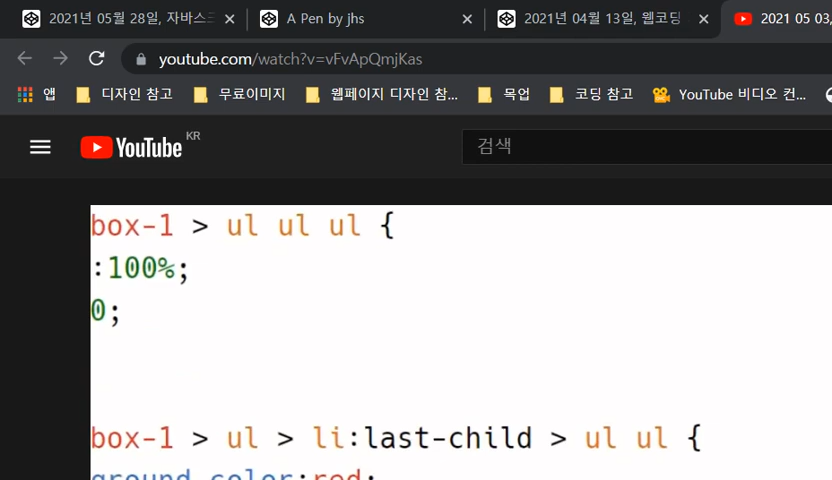 2021년 05월 28일, 자바스크
A Pen by jhs
2021년 04월 13일, 웹코딩
2021 05 03,
youtube.com/watch?v=vFvApQmjKas
앱
디자인 참고
무료이미지
웹페이지 디자인 참...
목업
코딩 참고
YouTube 비디오 컨...
YouTube KR
검색
box-1 > ul ul ul {
:100%;
0;
box-1 > ul > li:last-child > ul ul {
ground-color:red;